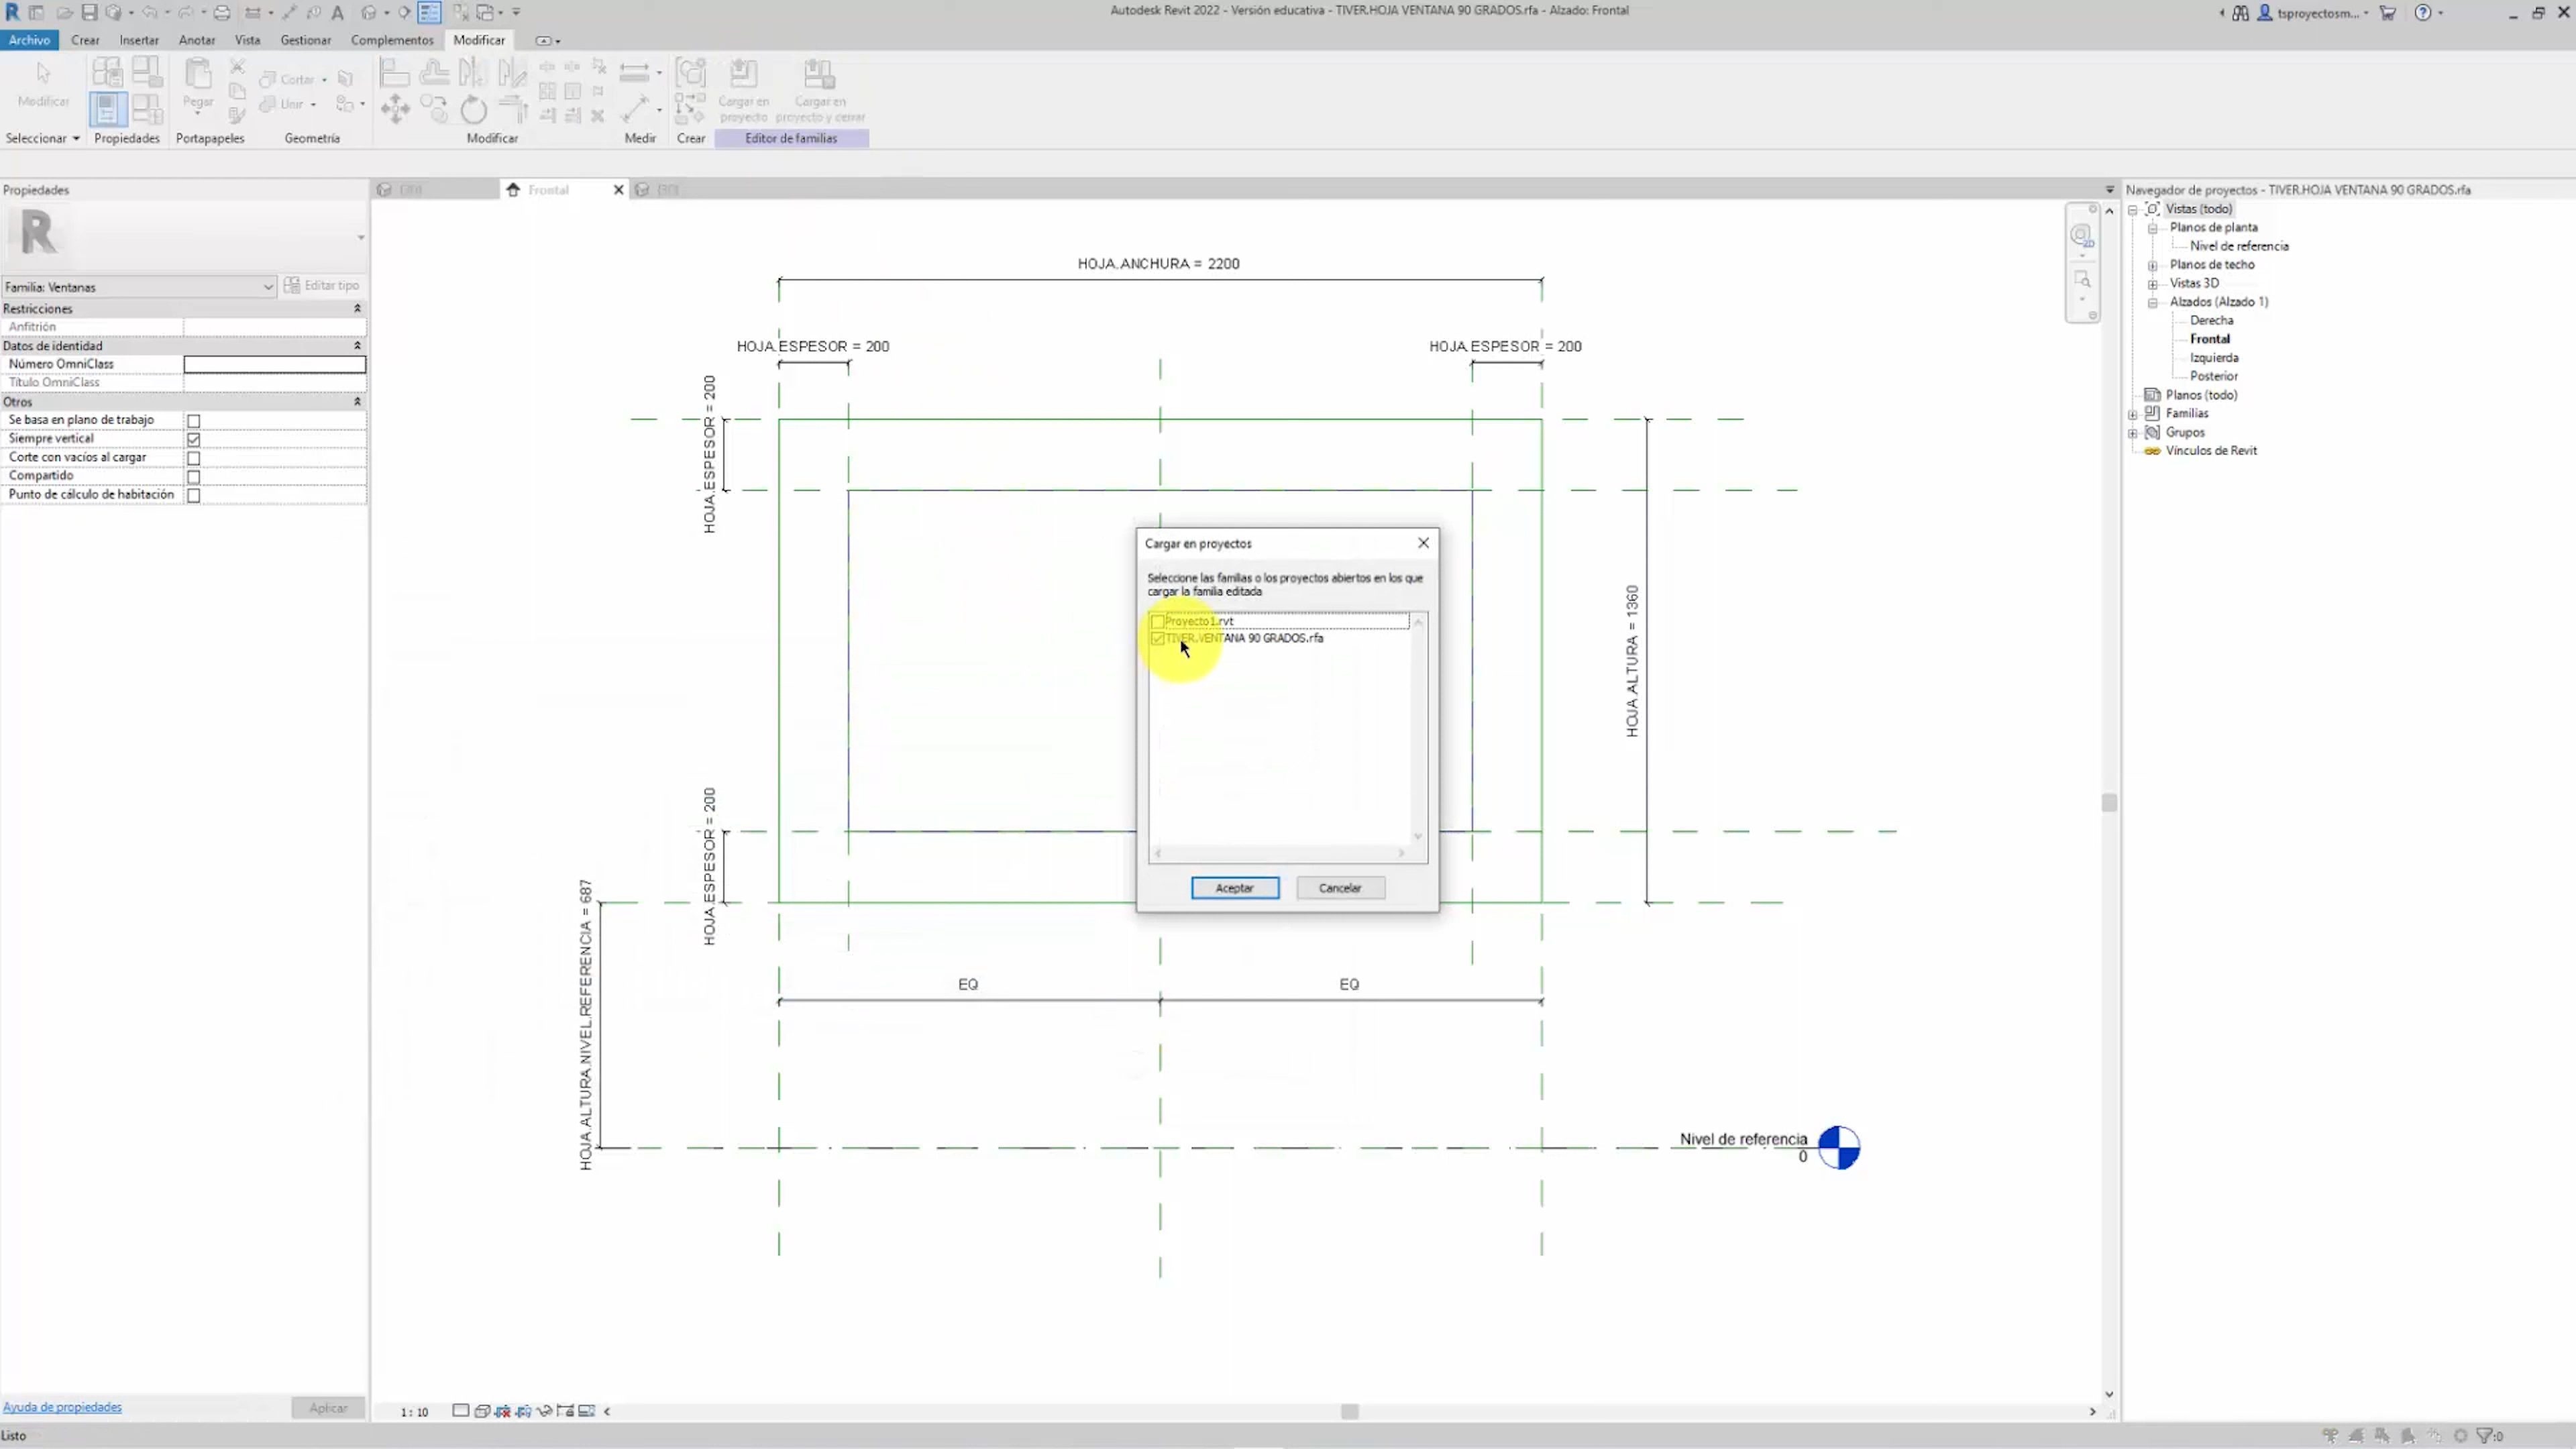 Autodesk Revit 2022 - Versión educativa - TIVER.HOJA VENTANA 90 GRADOS.rfa - Alzado: Frontal
tsproyectosm...
Archivo Crear Insertar Anotar Vista Gestionar Complementos Modificar
Modificar Pegar Cortar Unir Cargar en proyecto Cargar en proyecto y cerrar
Seleccionar Propiedades Portapapeles Geometría Modificar Medir Crear Editor de familias
Propiedades
Familia: Ventanas Editar tipo
Restricciones
Anfitrión
Datos de identidad
Número OmniClass
Título OmniClass
Otros
Se basa en plano de trabajo
Siempre vertical
Corte con vacíos al cargar
Compartido
Punto de cálculo de habitación
Ayuda de propiedades Aplicar
Listo
Frontal
HOJA.ANCHURA = 2200
HOJA.ESPESOR = 200
HOJA.ESPESOR = 200
HOJA.ESPESOR = 200
HOJA.ESPESOR = 200
HOJA.ALTURA = 1360
HOJA.ALTURA.NIVEL.REFERENCIA = 687
EQ EQ
Nivel de referencia
0
Cargar en proyectos
Seleccione las familias o los proyectos abiertos en los que
cargar la familia editada
Proyecto1.rvt
TIVER.VENTANA 90 GRADOS.rfa
Aceptar Cancelar
1 : 10
Navegador de proyectos - TIVER.HOJA VENTANA 90 GRADOS.rfa
Vistas (todo)
Planos de planta
Nivel de referencia
Planos de techo
Vistas 3D
Alzados (Alzado 1)
Derecha
Frontal
Izquierda
Posterior
Planos (todo)
Familias
Grupos
Vínculos de Revit
:0